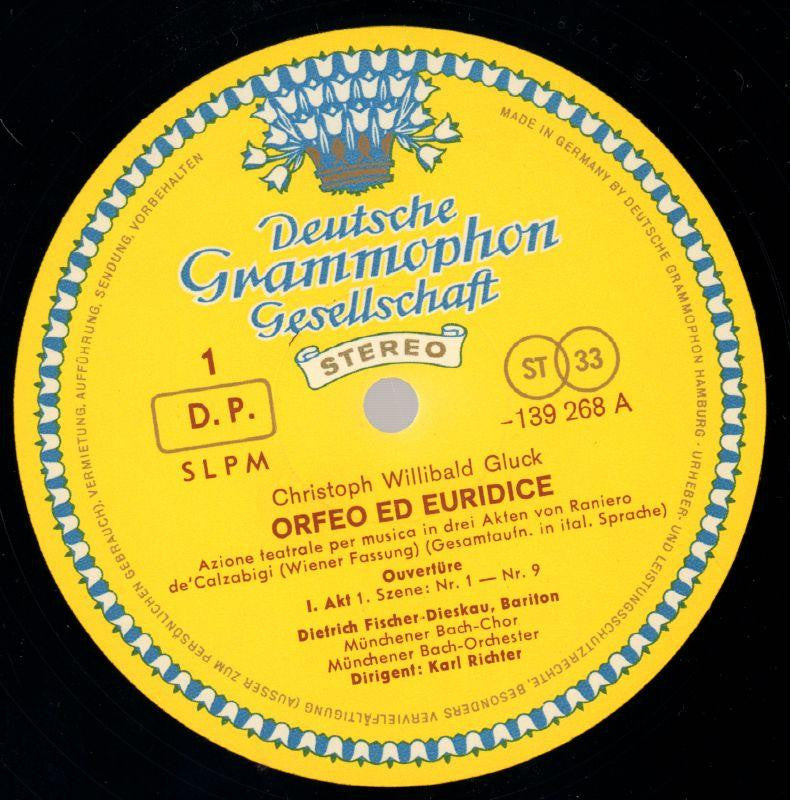 Deutsche
Grammophon
Gesellschaft
STEREO
1
D. P.
SLPM
ST 33
-139 268 A
Christoph Willibald Gluck
ORFEO ED EURIDICE
Azione teatrale per musica in drei Akten von Raniero
de'Calzabigi (Wiener Fassung) (Gesamtaufn. in ital. Sprache)
Ouvertüre
I. Akt 1. Szene: Nr. 1 — Nr. 9
Dietrich Fischer-Dieskau, Bariton
Münchener Bach-Chor
Münchener Bach-Orchester
Dirigent: Karl Richter
MADE IN GERMANY BY DEUTSCHE GRAMMOPHON HAMBURG · URHEBER- UND LEISTUNGSSCHUTZRECHTE, BESONDERS VERVIELFÄLTIGUNG (AUSSER ZUM PERSÖNLICHEN GEBRAUCH), VERMIETUNG, AUFFÜHRUNG, SENDUNG, VORBEHALTEN